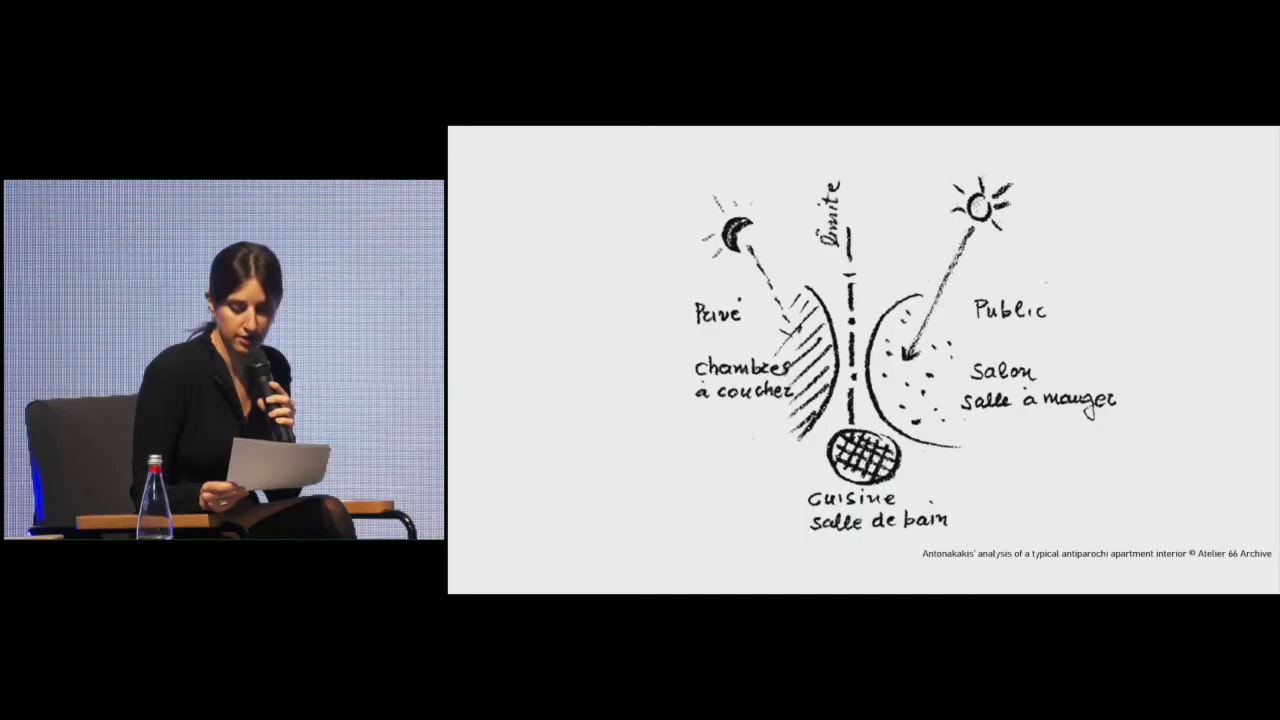 limite
Privé
Public
chambres
à coucher
salon
salle à manger
cuisine
salle de bain
Antonakakis' analysis of a typical antiparochi apartment interior © Atelier 66 Archive